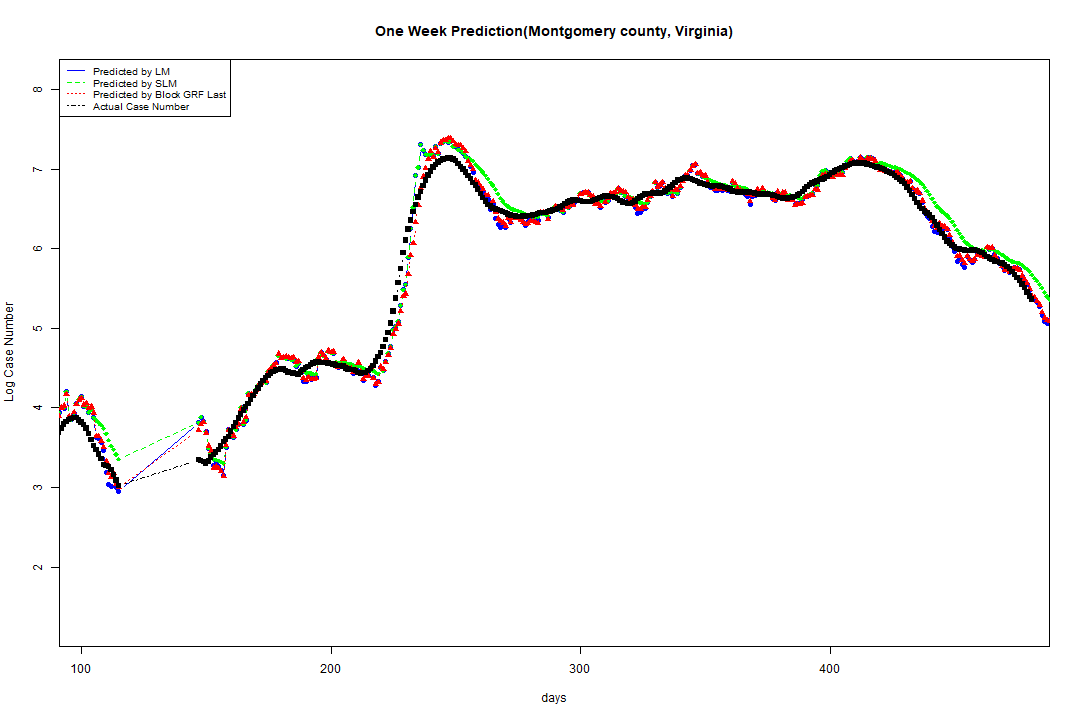 One Week Prediction(Montgomery county, Virginia)
Predicted by LM
Predicted by SLM
Predicted by Block GRF Last
Actual Case Number
8
7
6
5
4
3
2
Log Case Number
100 200 300 400
days